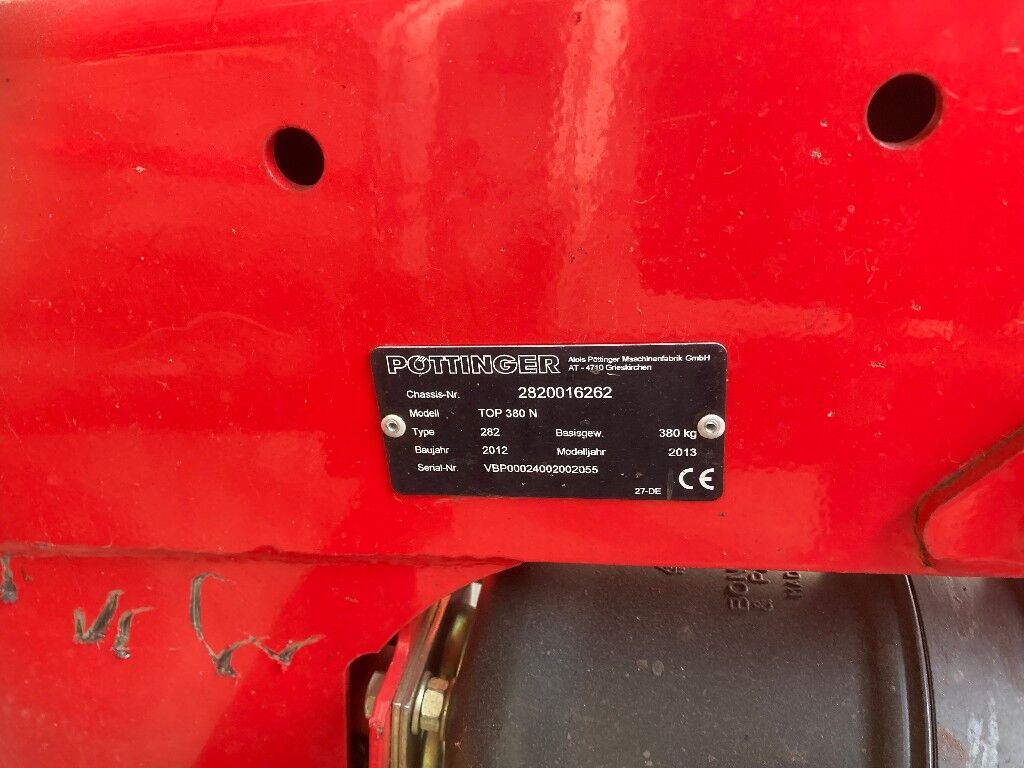 PÖTTINGER
Alois Pöttinger Maschinenfabrik GmbH
AT - 4710 Grieskirchen
Chassis-Nr. 2820016262
Modell TOP 380 N
Type 282 Basisgew. 380 kg
Baujahr 2012 Modelljahr 2013
Serial-Nr. VBP00024002002055
27-DE CE